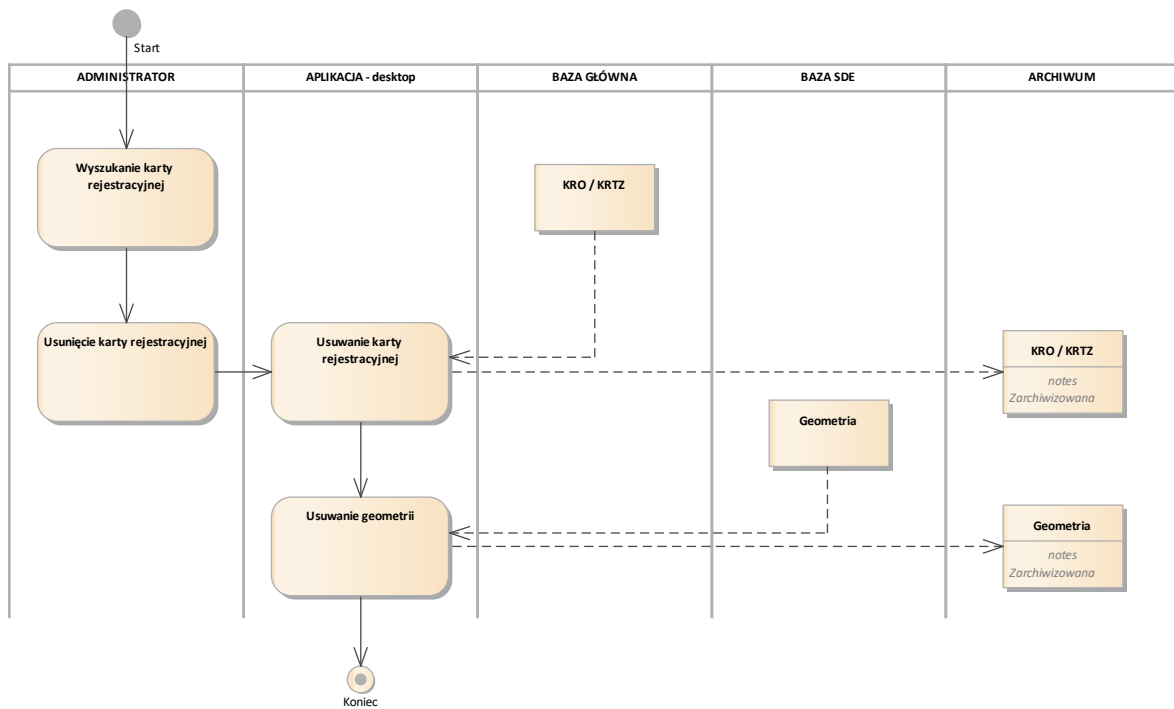 Start
ADMINISTRATOR
APLIKACJA - desktop
BAZA GŁÓWNA
BAZA SDE
ARCHIWUM
Wyszukanie karty
rejestracyjnej
KRO / KRTZ
Usunięcie karty rejestracyjnej
Usuwanie karty
rejestracyjnej
KRO / KRTZ
notes
Zarchiwizowana
Geometria
Usuwanie geometrii
Geometria
notes
Zarchiwizowana
Koniec